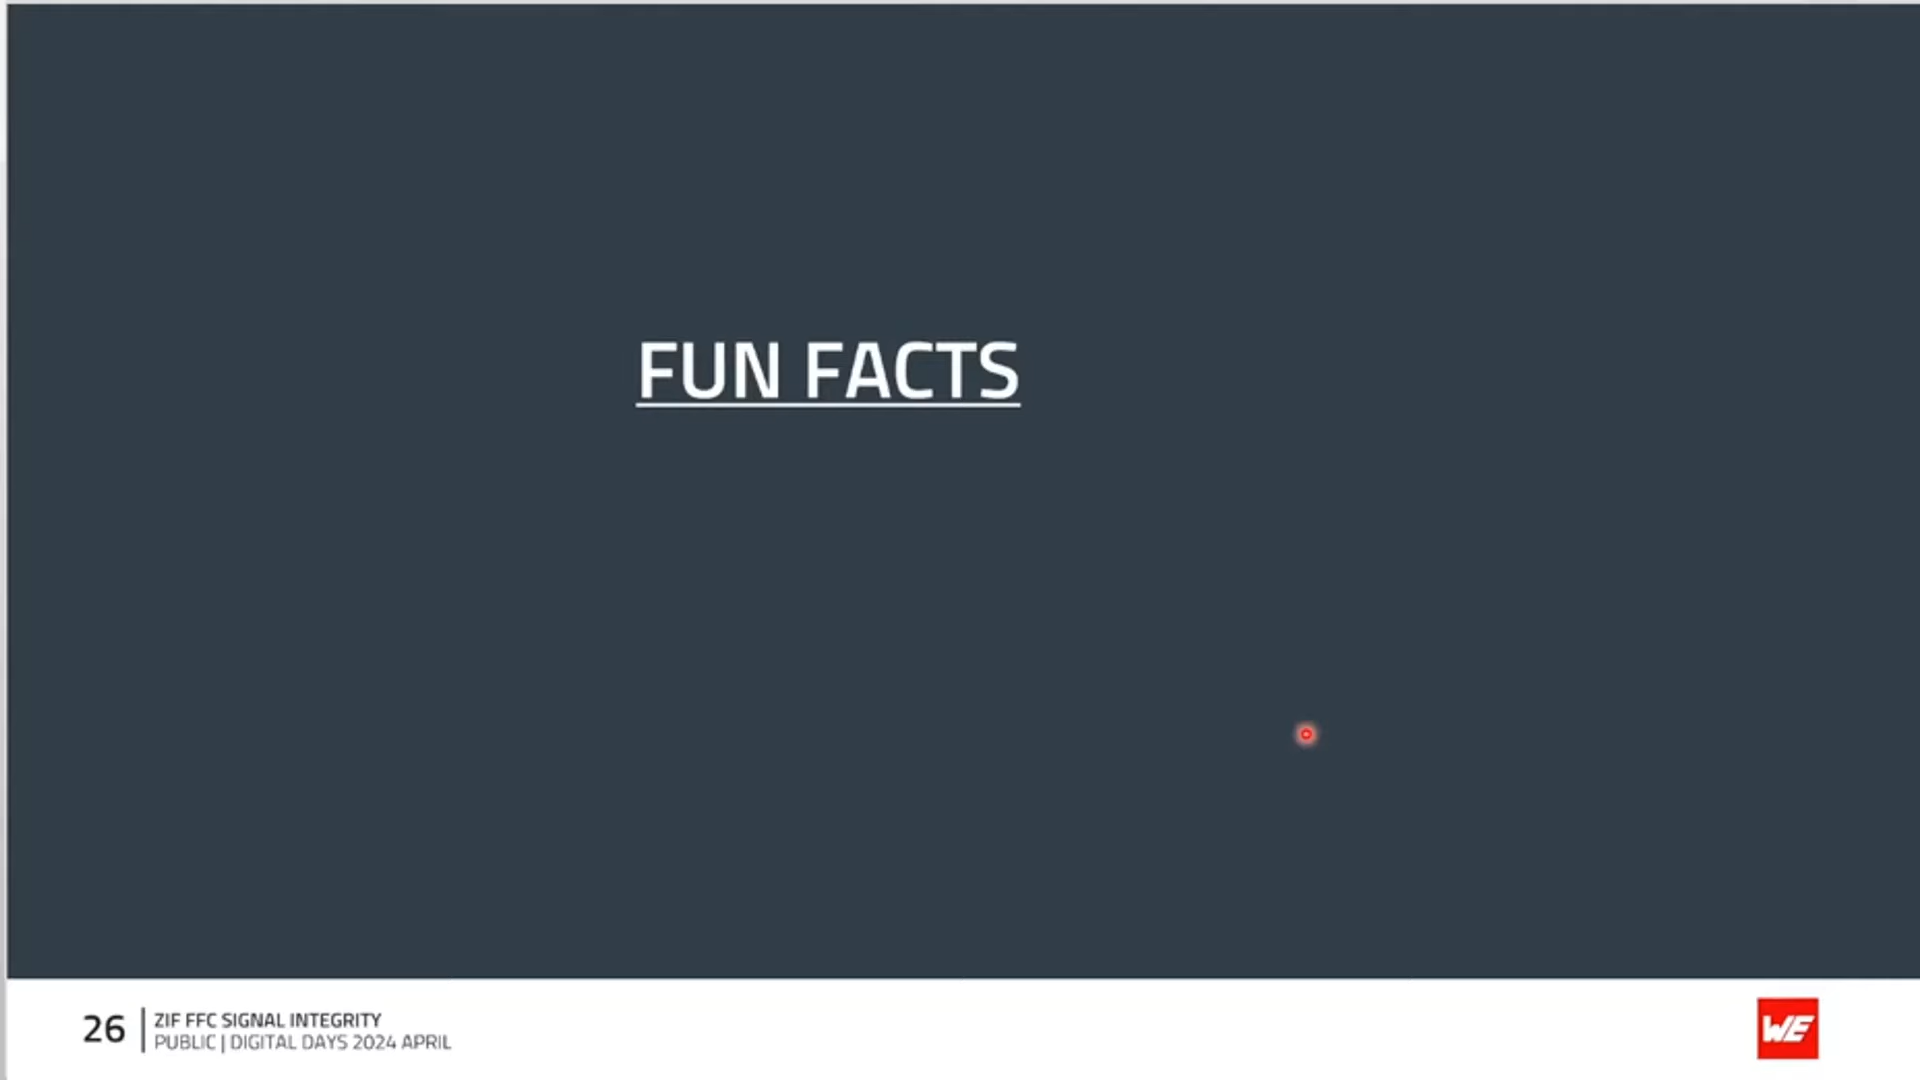 FUN FACTS
26
ZIF FFC SIGNAL INTEGRITY
PUBLIC | DIGITAL DAYS 2024 APRIL
WE